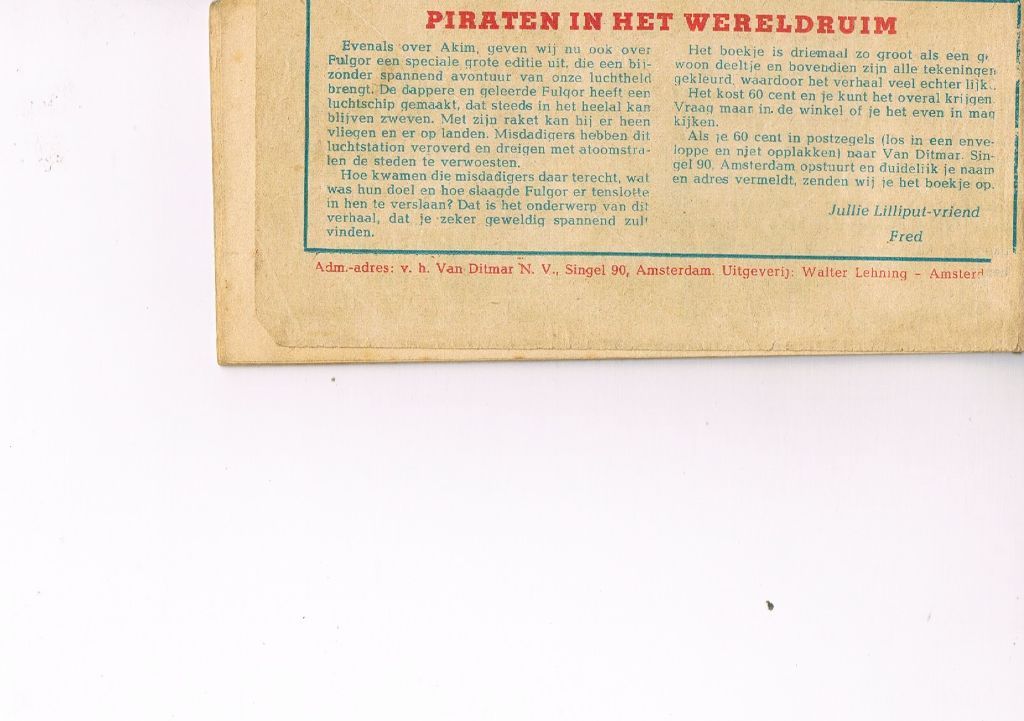 PIRATEN IN HET WERELDRUIM
Evenals over Akim, geven wij nu ook over
Fulgor een speciale grote editie uit, die een bij-
zonder spannend avontuur van onze luchtheld
brengt. De dappere en geleerde Fulgor heeft een
luchtschip gemaakt, dat steeds in het heelal kan
blijven zweven. Met zijn raket kan hij er heen
vliegen en er op landen. Misdadigers hebben dit
luchtstation veroverd en dreigen met atoomstra-
len de steden te verwoesten.
Hoe kwamen die misdadigers daar terecht, wat
was hun doel en hoe slaagde Fulgor er tenslotte
in hen te verslaan? Dat is het onderwerp van dit
verhaal, dat je zeker geweldig spannend zult
vinden.
Het boekje is driemaal zo groot als een ge
woon deeltje en bovendien zijn alle tekeningen
gekleurd, waardoor het verhaal veel echter lijk..
Het kost 60 cent en je kunt het overal krijgen.
Vraag maar in de winkel of je het even in mag
kijken.
Als je 60 cent in postzegels (los in een enve-
loppe en niet opplakken) naar Van Ditmar. Sin-
gel 90, Amsterdam opstuurt en duidelijk je naam
en adres vermeldt, zenden wij je het boekje op.
Jullie Lilliput-vriend
Fred
Adm.-adres: v. h. Van Ditmar N. V., Singel 90, Amsterdam. Uitgeverij: Walter Lehning - Amsterd